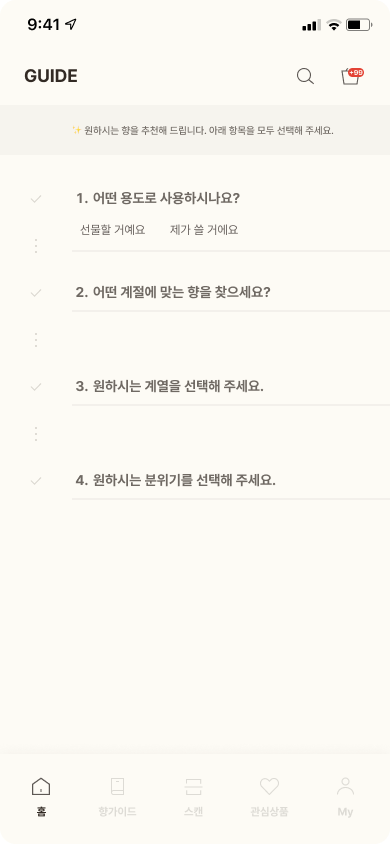 9:41
GUIDE
+99
✨ 원하시는 향을 추천해 드립니다. 아래 항목을 모두 선택해 주세요.
1. 어떤 용도로 사용하시나요?
선물할 거예요 제가 쓸 거에요
2. 어떤 계절에 맞는 향을 찾으세요?
3. 원하시는 계열을 선택해 주세요.
4. 원하시는 분위기를 선택해 주세요.
홈 향가이드 스캔 관심상품 My